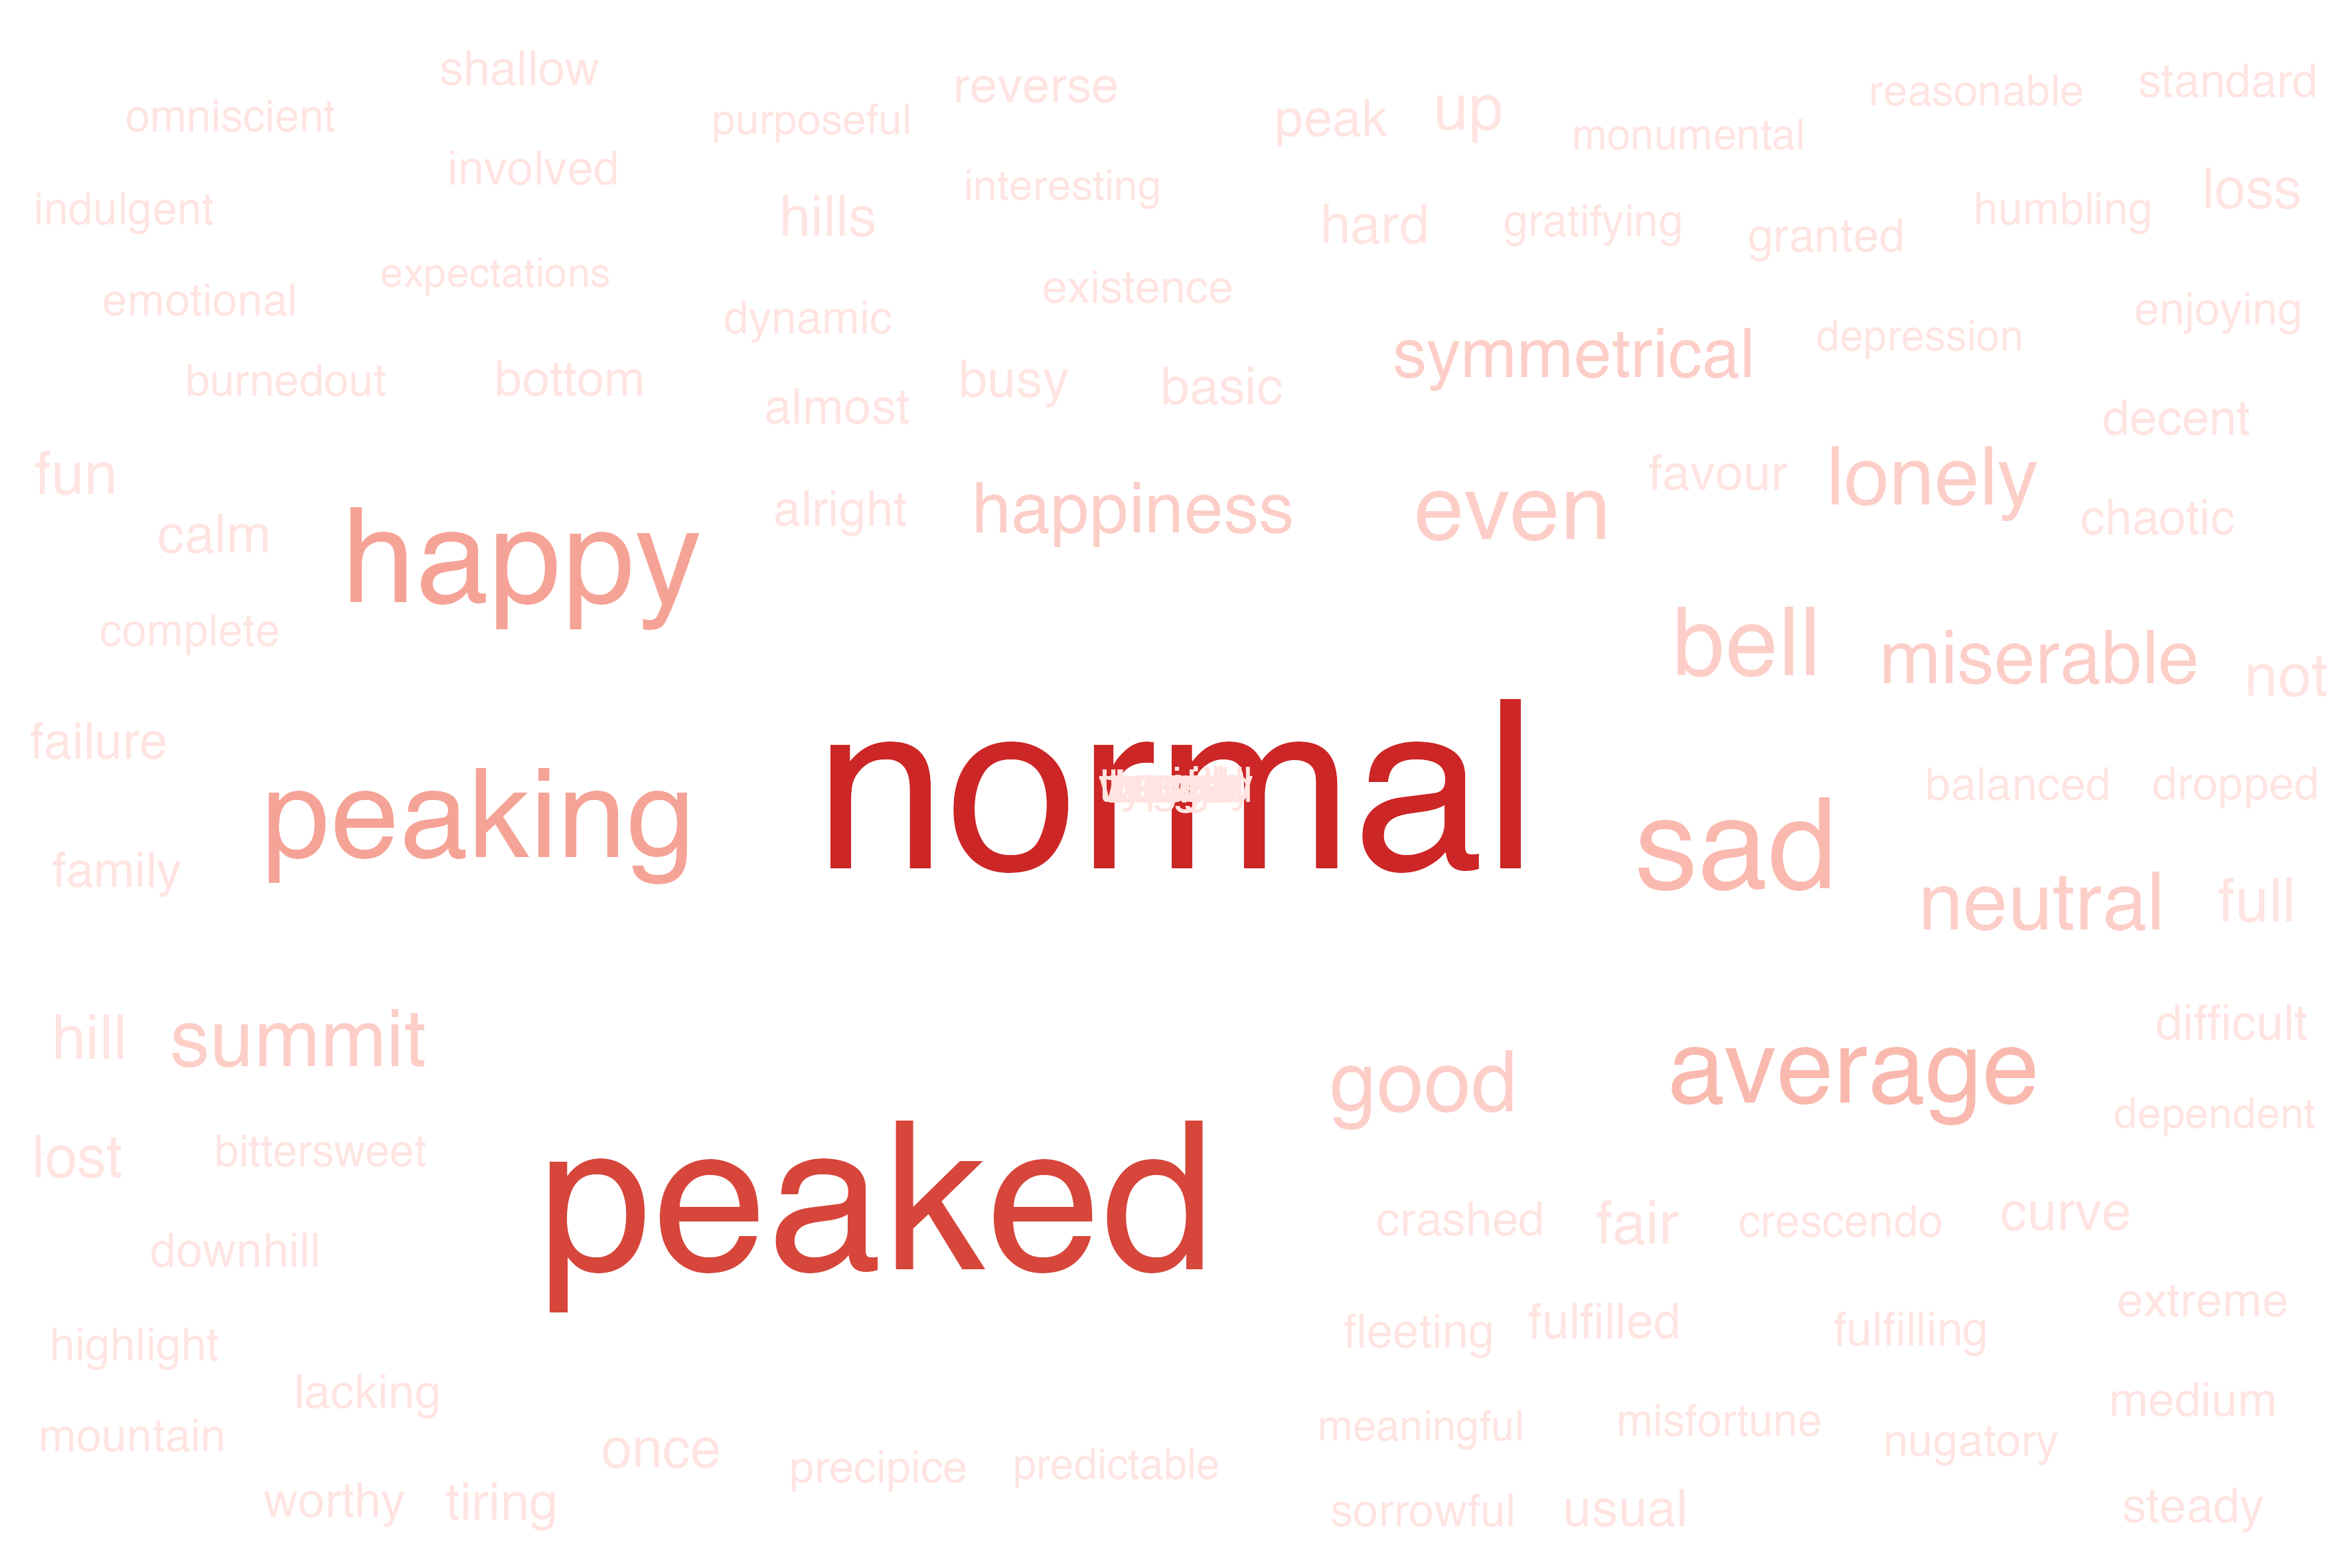 shallow
omniscient
reverse
purposeful
peak
up
reasonable
standard
monumental
involved
indulgent
hills
interesting
hard
gratifying
granted
humbling
loss
emotional
expectations
dynamic
existence
symmetrical
depression
enjoying
burnedout
bottom
almost
busy
basic
decent
fun
calm
happy
alright
happiness
even
favour
lonely
chaotic
complete
bell
miserable
not
failure
peaking
normal
balanced
dropped
family
sad
neutral
full
hill
summit
good
average
difficult
lost
bittersweet
peaked
dependent
downhill
crashed
fair
crescendo
curve
highlight
fleeting
fulfilled
fulfilling
extreme
lacking
mountain
once
precipice
predictable
meaningful
misfortune
nugatory
medium
worthy
tiring
sorrowful
usual
steady